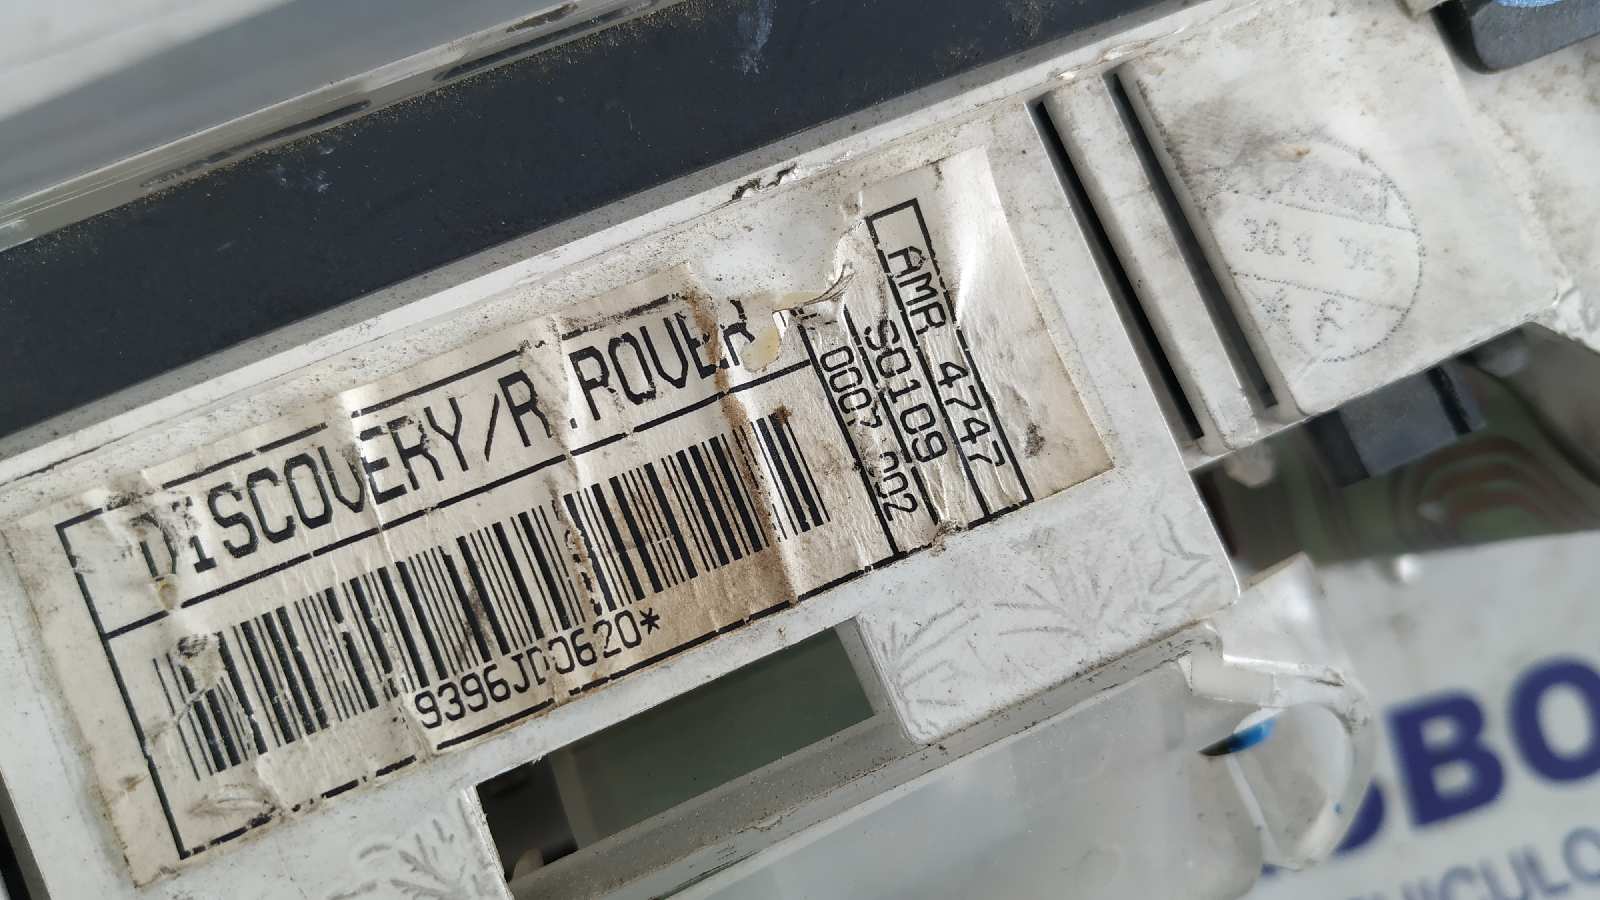 DISCOVERY/R.ROVER
9396JD0620*
AMR 4747
S0109
0007 002